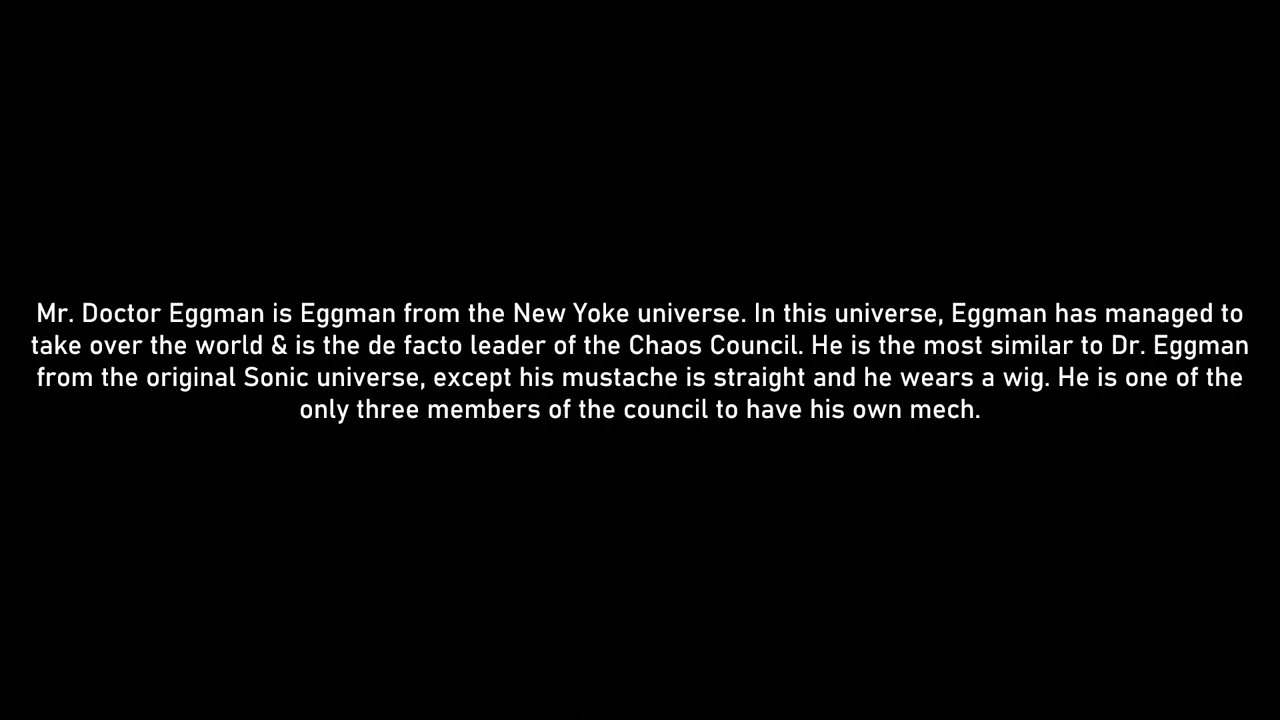 Mr. Doctor Eggman is Eggman from the New Yoke universe. In this universe, Eggman has managed to
take over the world & is the de facto leader of the Chaos Council. He is the most similar to Dr. Eggman
from the original Sonic universe, except his mustache is straight and he wears a wig. He is one of the
only three members of the council to have his own mech.